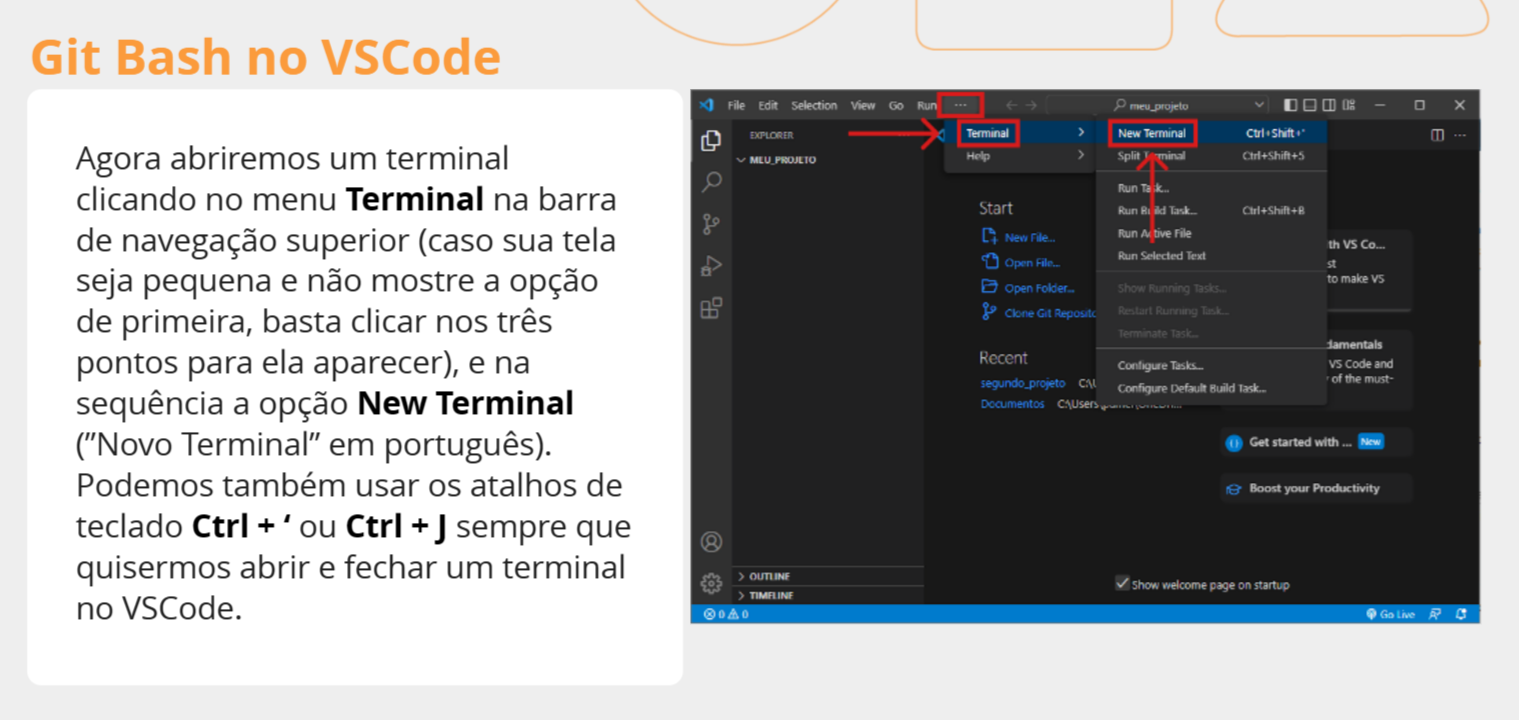 Git Bash no VSCode
Agora abriremos um terminal
clicando no menu Terminal na barra
de navegação superior (caso sua tela
seja pequena e não mostre a opção
de primeira, basta clicar nos três
pontos para ela aparecer), e na
sequência a opção New Terminal
(”Novo Terminal” em português).
Podemos também usar os atalhos de
teclado Ctrl + ‘ ou Ctrl + J sempre que
quisermos abrir e fechar um terminal
no VSCode.
File Edit Selection View Go Run ... meu_projeto
EXPLORER
MEU_PROJETO
Terminal
Help
New Terminal Ctrl+Shift+'
Split Terminal Ctrl+Shift+5
Run Task...
Run Build Task... Ctrl+Shift+B
Run Active File
Run Selected Text
Show Running Tasks...
Restart Running Task...
Terminate Task...
Configure Tasks...
Configure Default Build Task...
Start
New File...
Open File...
Open Folder...
Clone Git Reposito
Recent
segundo_projeto C:\U
Documentos C:\Users\
th VS Co...
st
to make VS
damentals
VS Code and
of the must-
Get started with ... New
Boost your Productivity
OUTLINE
TIMELINE
Show welcome page on startup
0 0 Go Live